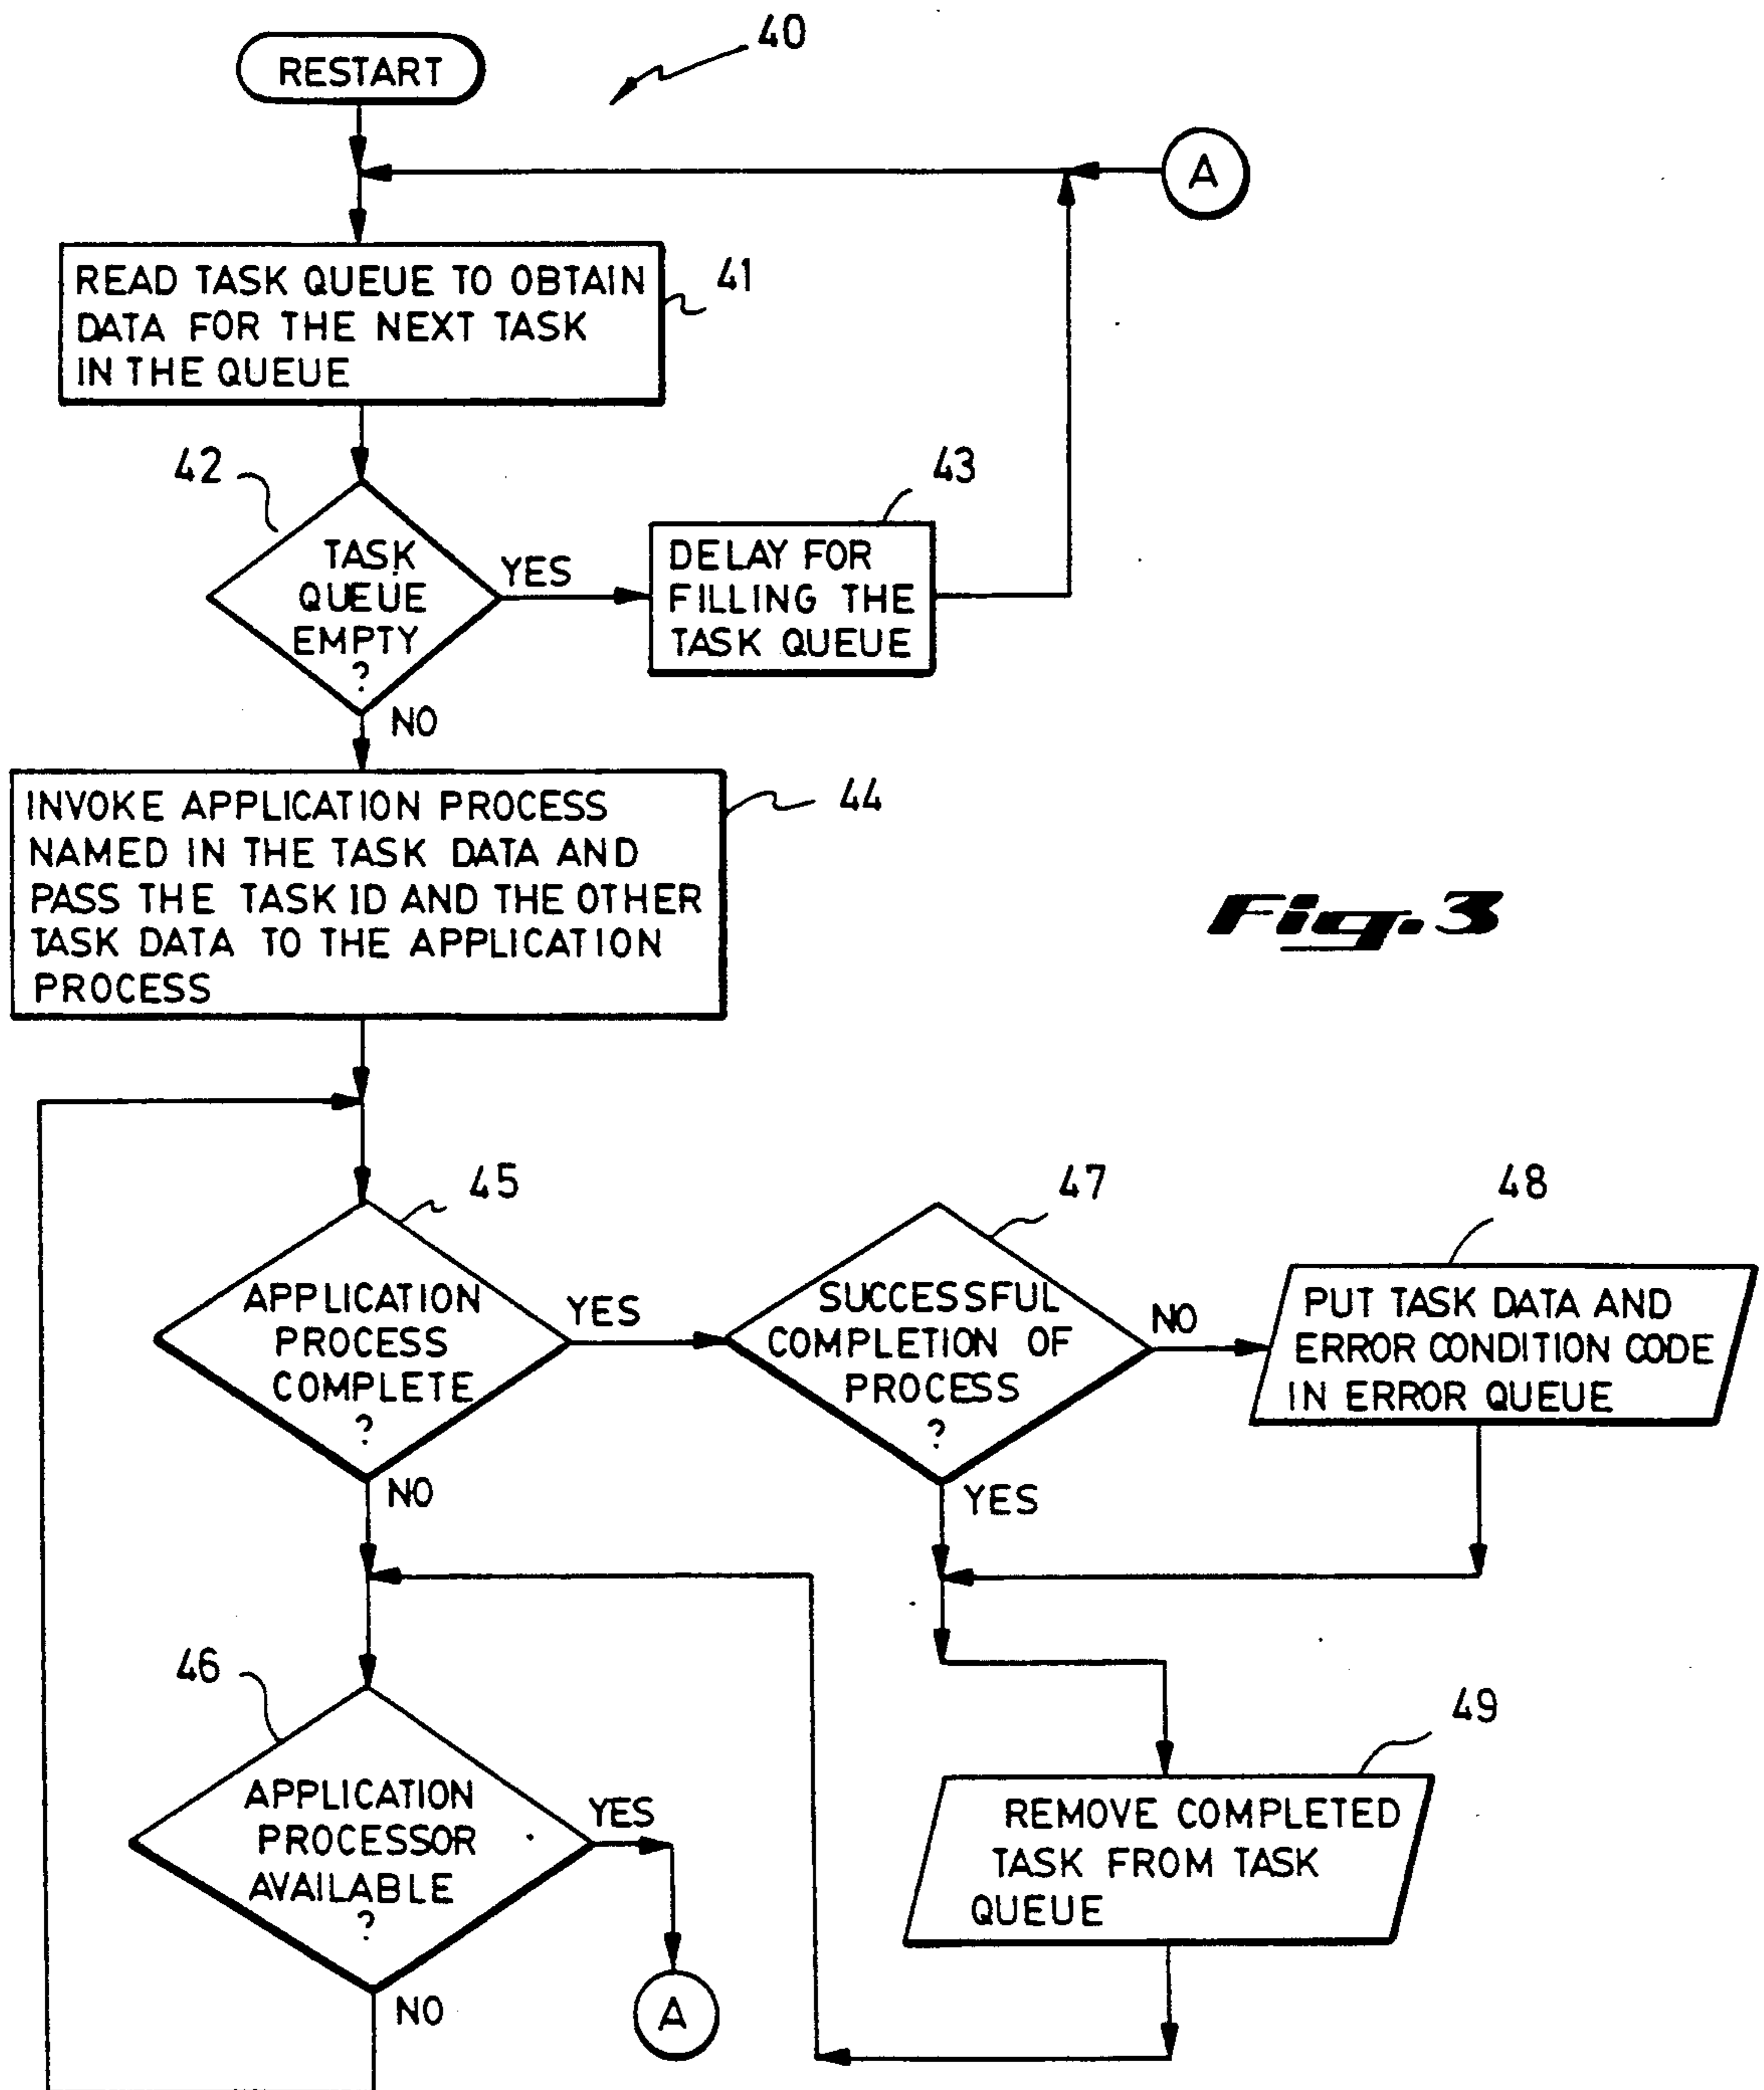 40
RESTART
A
READ TASK QUEUE TO OBTAIN
DATA FOR THE NEXT TASK
IN THE QUEUE
41
42
TASK
QUEUE
EMPTY
?
YES
43
DELAY FOR
FILLING THE
TASK QUEUE
NO
INVOKE APPLICATION PROCESS
NAMED IN THE TASK DATA AND
PASS THE TASK ID AND THE OTHER
TASK DATA TO THE APPLICATION
PROCESS
44
Fig.3
45
APPLICATION
PROCESS
COMPLETE
?
YES
NO
47
SUCCESSFUL
COMPLETION OF
PROCESS
?
NO
YES
48
PUT TASK DATA AND
ERROR CONDITION CODE
IN ERROR QUEUE
46
APPLICATION
PROCESSOR
AVAILABLE
?
YES
NO
A
49
REMOVE COMPLETED
TASK FROM TASK
QUEUE